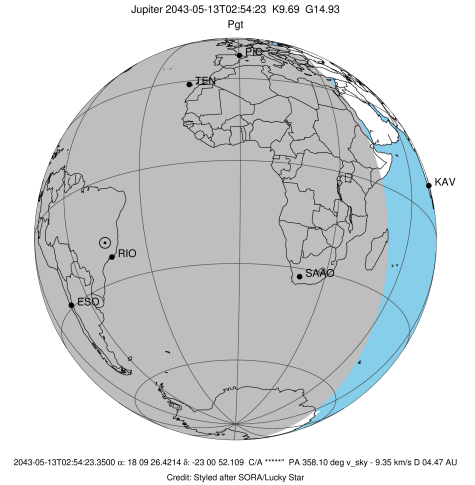 Jupiter 2043-05-13T02:54:23 K9.69 G14.93
Pgt
PIC
TEN
KAV
RIO
SAAO
ESO
2043-05-13T02:54:23.3500 α: 18 09 26.4214 δ: -23 00 52.109 C/A *****" PA 358.10 deg v_sky - 9.35 km/s D 04.47 AU
Credit: Styled after SORA/Lucky Star